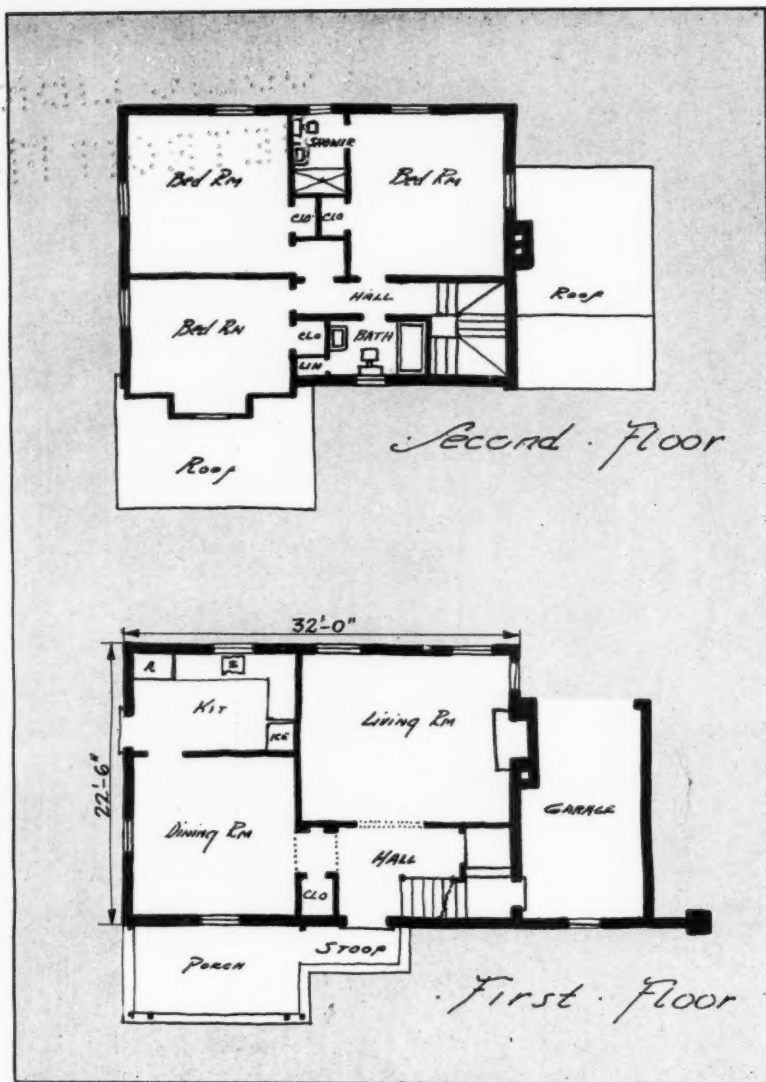 SHOWER
Bed RM
Bed RM
CLO CLO
HALL
Roof
Bed RM
CLO BATH
LIN
Second . Floor
Roof
32'-0"
R S
KIT
Living RM
ICE
22'-6"
GARAGE
Dining RM
HALL
CLO
STOOP
PORCH
. First . Floor